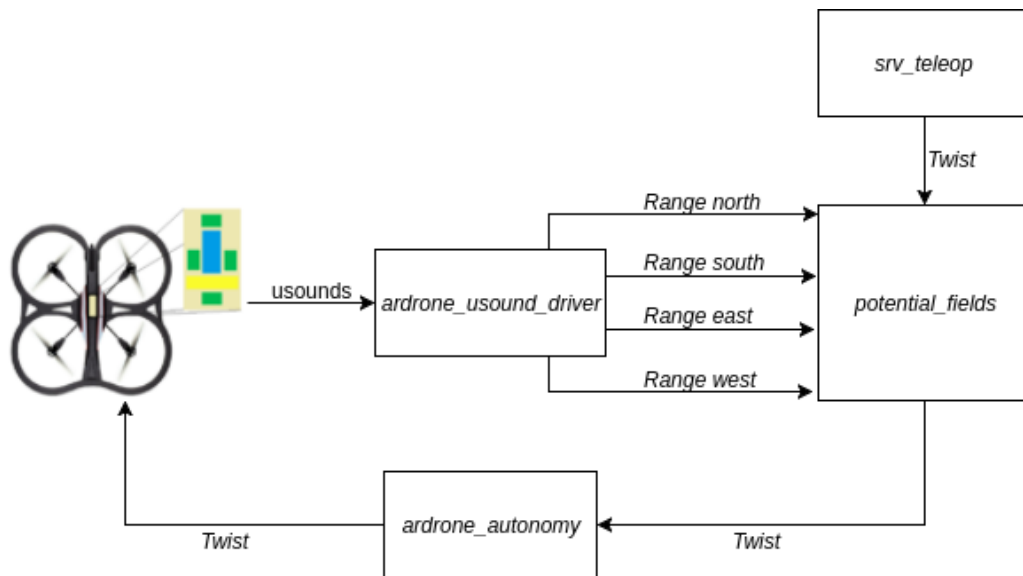 srv_teleop
Twist
Range north
Range south
usounds
ardrone_usound_driver
potential_fields
Range east
Range west
ardrone_autonomy
Twist
Twist